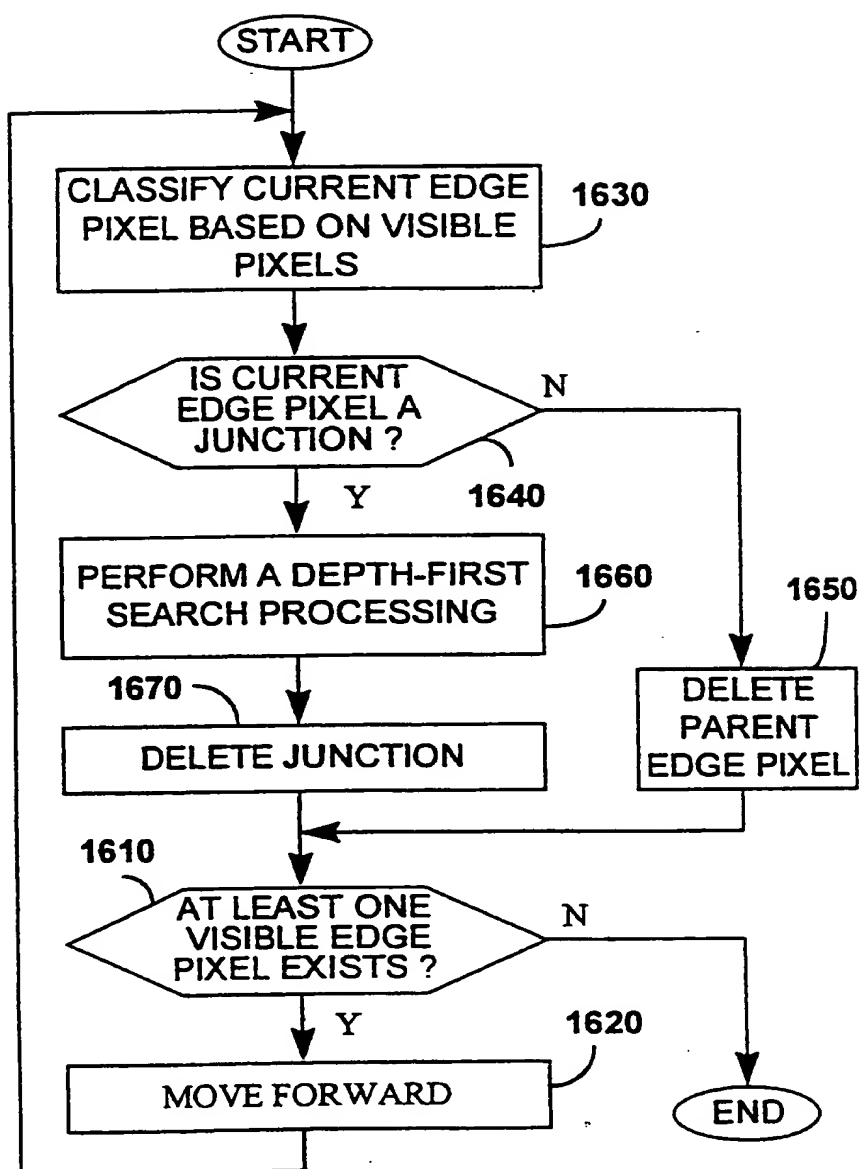 START
CLASSIFY CURRENT EDGE
PIXEL BASED ON VISIBLE
PIXELS
1630
IS CURRENT
EDGE PIXEL A
JUNCTION ?
N
1640
Y
PERFORM A DEPTH-FIRST
SEARCH PROCESSING
1660
1650
1670
DELETE JUNCTION
DELETE
PARENT
EDGE PIXEL
1610
AT LEAST ONE
VISIBLE EDGE
PIXEL EXISTS ?
N
Y
1620
MOVE FORWARD
END